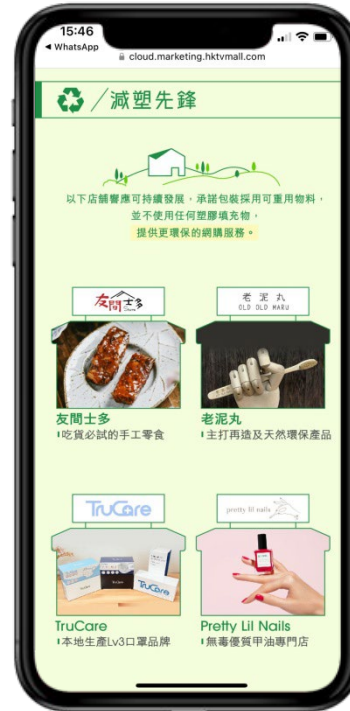 15:46
◀ WhatsApp
cloud.marketing.hktvmall.com
減塑先鋒
以下店舖響應可持續發展，承諾包裝採用可重用物料，
並不使用任何塑膠填充物，
提供更環保的網購服務。
友間士多
Store
老泥丸
OLD OLD MARU
友間士多
吃貨必試的手工零食
老泥丸
主打再造及天然環保產品
TruCare
pretty lil nails
TruCare
TruCare
本地生產Lv3口罩品牌
Pretty Lil Nails
無毒優質甲油專門店